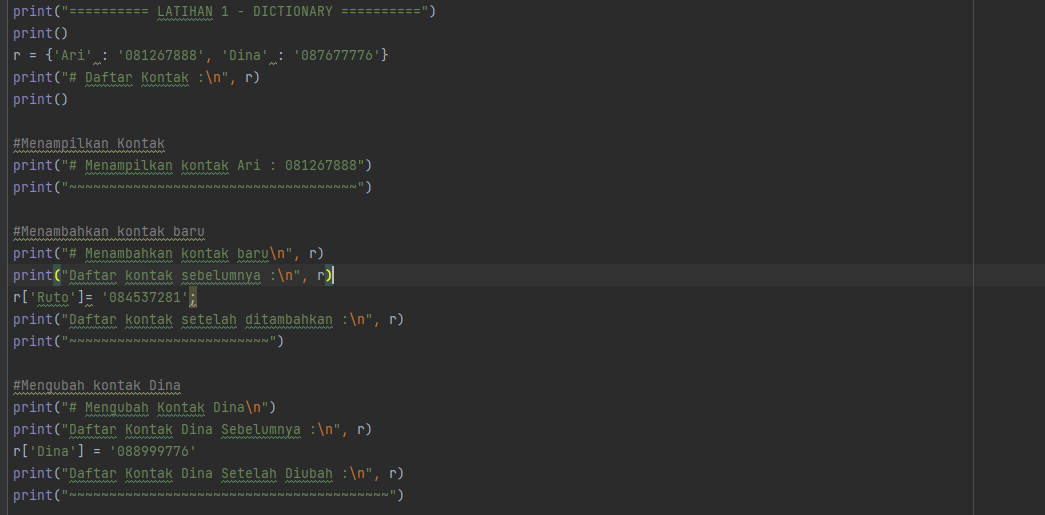 print("========== LATIHAN 1 - DICTIONARY ==========")
print()
r = {'Ari' : '081267888', 'Dina' : '087677776'}
print("# Daftar Kontak :\n", r)
print()
#Menampilkan Kontak
print("# Menampilkan kontak Ari : 081267888")
print("~~~~~~~~~~~~~~~~~~~~~~~~~~~~~~~~~~~~")
#Menambahkan kontak baru
print("# Menambahkan kontak baru\n", r)
print("Daftar kontak sebelumnya :\n", r)
r['Ruto']= '084537281';
print("Daftar kontak setelah ditambahkan :\n", r)
print("~~~~~~~~~~~~~~~~~~~~~~~~~")
#Mengubah kontak Dina
print("# Mengubah Kontak Dina\n")
print("Daftar Kontak Dina Sebelumnya :\n", r)
r['Dina'] = '088999776'
print("Daftar Kontak Dina Setelah Diubah :\n", r)
print("~~~~~~~~~~~~~~~~~~~~~~~~~~~~~~~~~~~~~~~~")